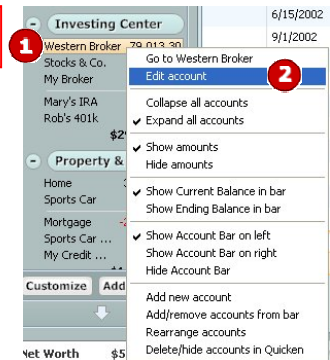 Investing Center
6/15/2002
9/1/2002
1
Western Broker 79,013.30
Stocks & Co.
My Broker
Mary's IRA
Rob's 401k
Property &
Home
Sports Car
Mortgage
Sports Car ...
My Credit ...
Customize Add
Net Worth $5
Go to Western Broker
Edit account
2
Collapse all accounts
Expand all accounts
Show amounts
Hide amounts
Show Current Balance in bar
Show Ending Balance in bar
Show Account Bar on left
Show Account Bar on right
Hide Account Bar
Add new account
Add/remove accounts from bar
Rearrange accounts
Delete/hide accounts in Quicken